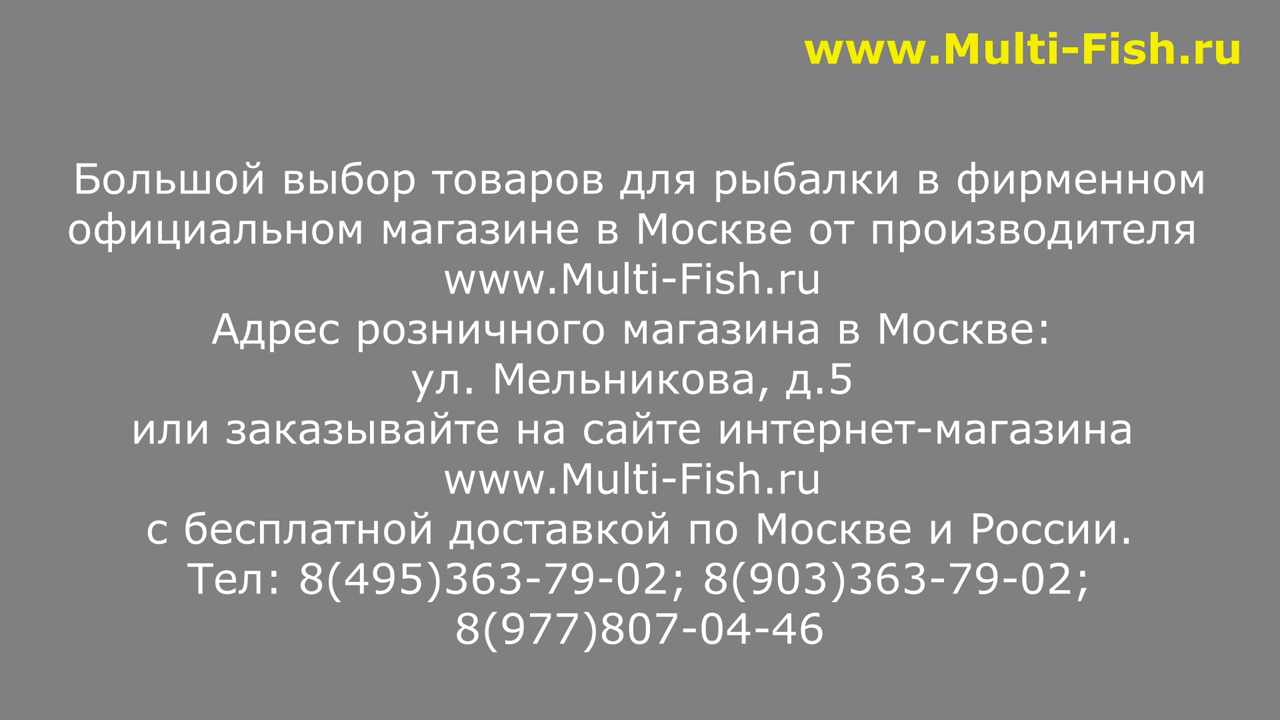 www.Multi-Fish.ru
Большой выбор товаров для рыбалки в фирменном
официальном магазине в Москве от производителя
www.Multi-Fish.ru
Адрес розничного магазина в Москве:
ул. Мельникова, д.5
или заказывайте на сайте интернет-магазина
www.Multi-Fish.ru
с бесплатной доставкой по Москве и России.
Тел: 8(495)363-79-02; 8(903)363-79-02;
8(977)807-04-46